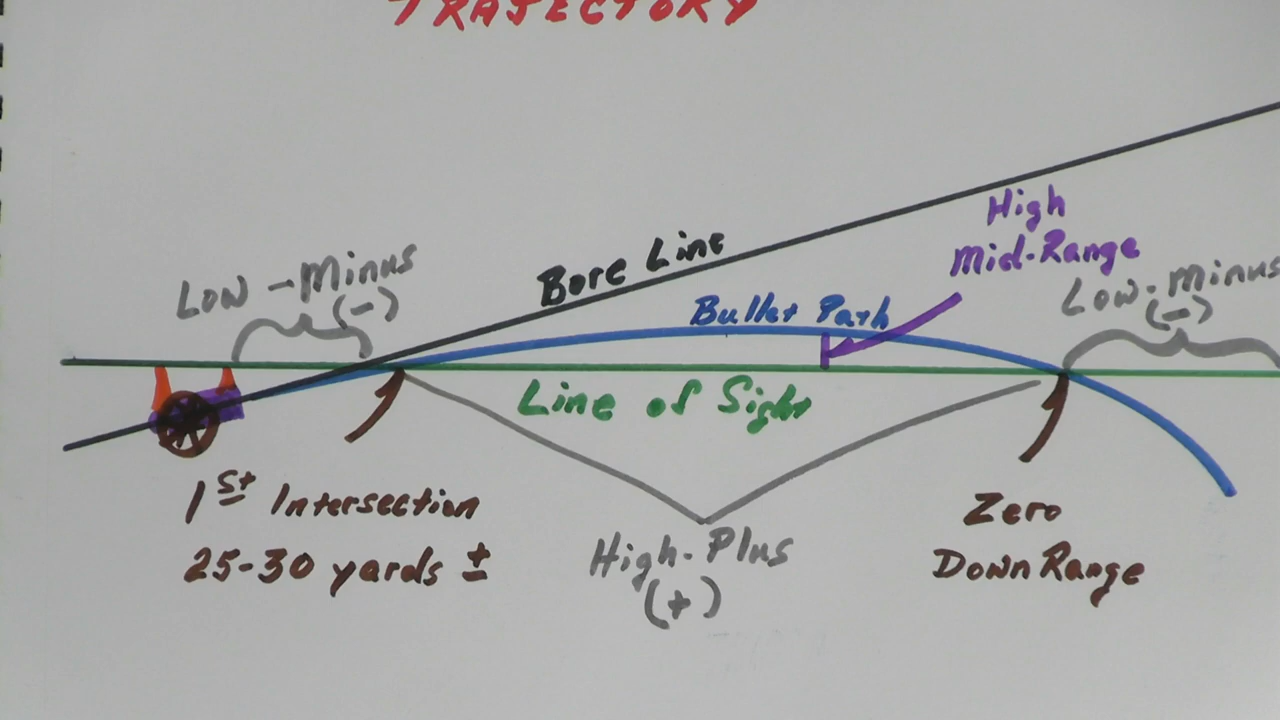 TRAJECTORY
High
Mid-Range
Low-Minus
(-)
Bore Line
Low-Minus
(-)
Bullet Path
Line of Sight
1st Intersection
25-30 yards ±
High-Plus
(+)
Zero
Down Range